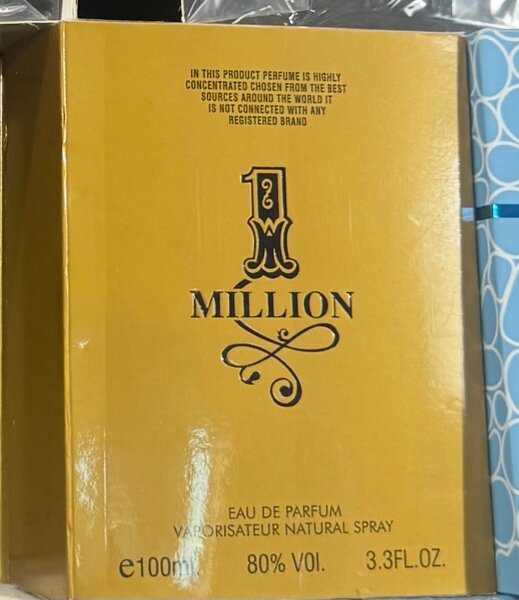 IN THIS PRODUCT PERFUME IS HIGHLY
CONCENTRATED CHOSEN FROM THE BEST
SOURCES AROUND THE WORLD IT
IS NOT CONNECTED WITH ANY
REGISTERED BRAND
1
MILLION
EAU DE PARFUM
VAPORISATEUR NATURAL SPRAY
e100ml 80% VOl. 3.3FL.OZ.